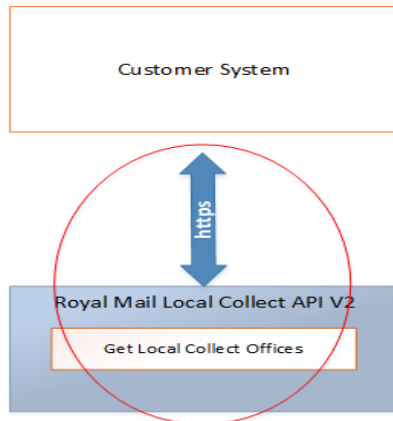 Customer System
https
Royal Mail Local Collect API V2
Get Local Collect Offices